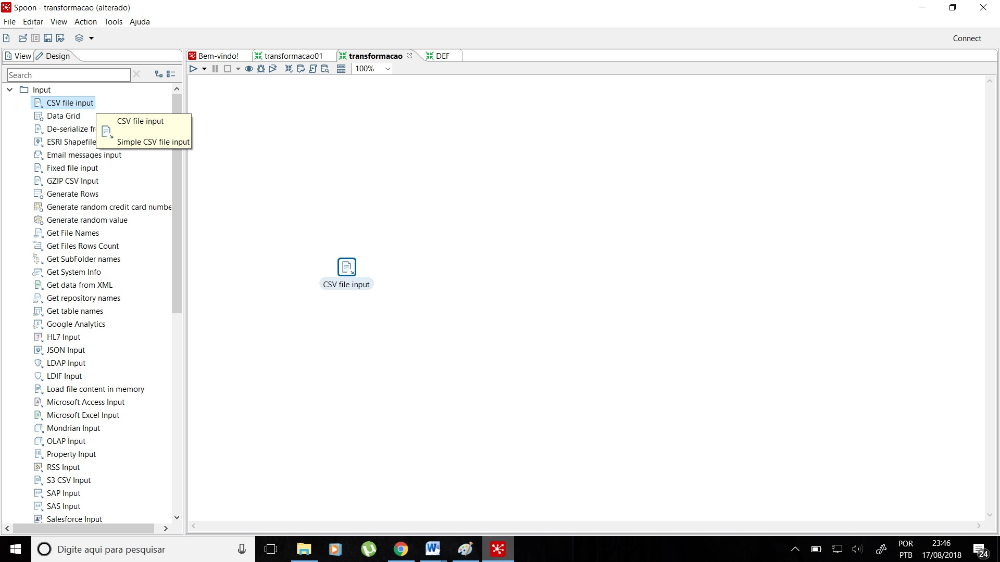 Spoon - transformacao (alterado)
File Editar View Action Tools Ajuda
Connect
View Design
Bem-vindo! transformacao01 transformacao DEF
Search
100%
Input
CSV file input
Data Grid
De-serialize fr
ESRI Shapefile
CSV file input
Simple CSV file input
Email messages input
Fixed file input
GZIP CSV Input
Generate Rows
Generate random credit card numbe
Generate random value
Get File Names
Get Files Rows Count
Get SubFolder names
Get System Info
Get data from XML
Get repository names
Get table names
Google Analytics
HL7 Input
JSON Input
LDAP Input
LDIF Input
Load file content in memory
Microsoft Access Input
Microsoft Excel Input
Mondrian Input
OLAP Input
Property Input
RSS Input
S3 CSV Input
SAP Input
SAS Input
Salesforce Input
CSV file input
Digite aqui para pesquisar
POR
PTB
23:46
17/08/2018
24